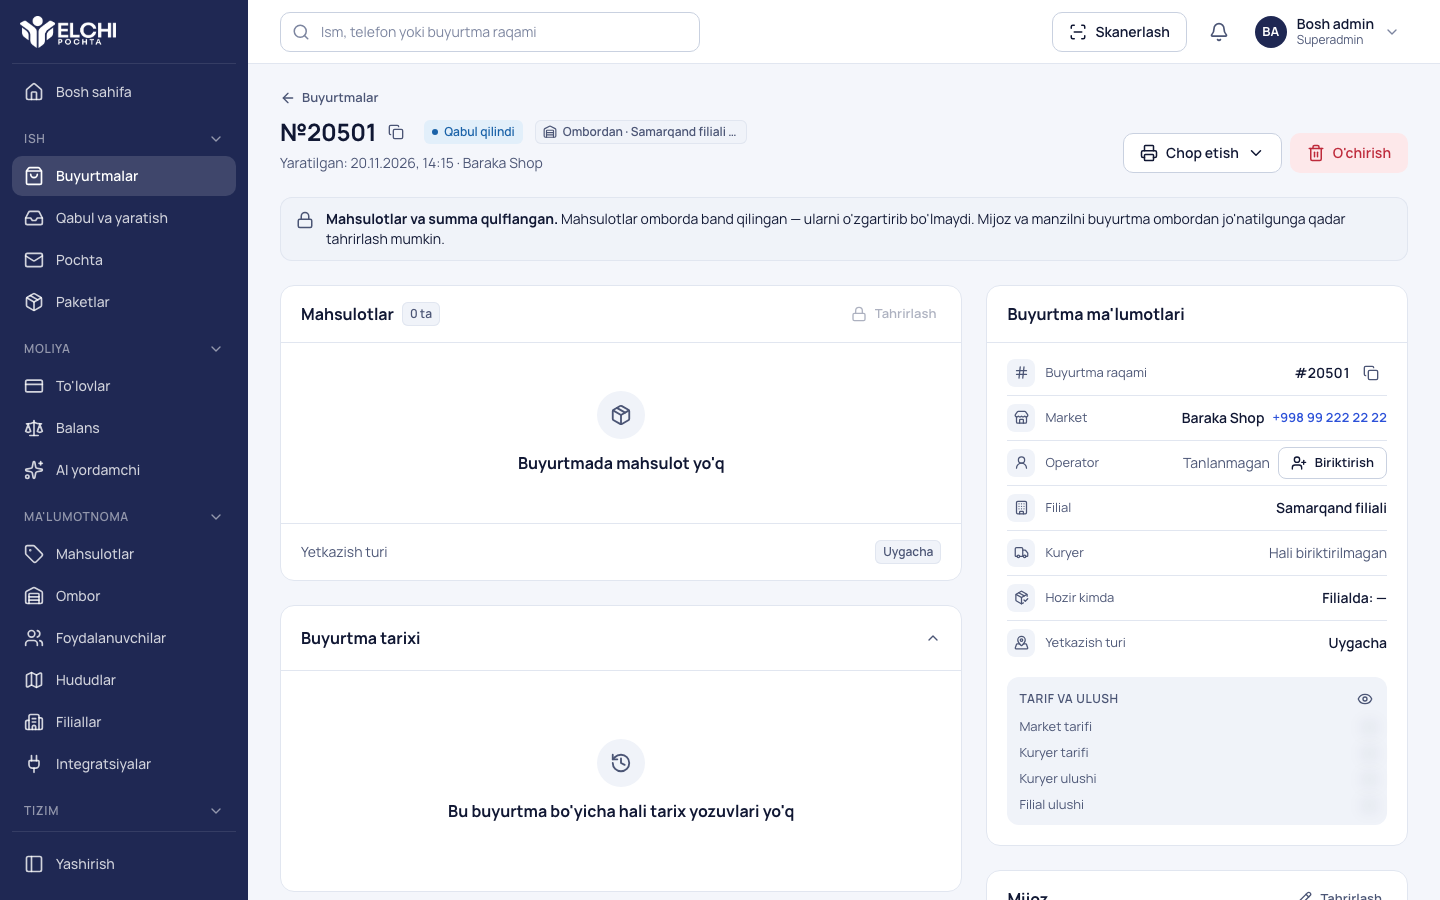 ELCHI
POCHTA
Bosh sahifa
ISH
Buyurtmalar
Qabul va yaratish
Pochta
Paketlar
MOLIYA
To'lovlar
Balans
AI yordamchi
MA'LUMOTNOMA
Mahsulotlar
Ombor
Foydalanuvchilar
Hududlar
Filiallar
Integratsiyalar
TIZIM
Yashirish
Ism, telefon yoki buyurtma raqami
Skanerlash
BA
Bosh admin
Superadmin
Buyurtmalar
№20501
Qabul qilindi
Ombordan · Samarqand filiali ...
Yaratilgan: 20.11.2026, 14:15 · Baraka Shop
Chop etish
O'chirish
Mahsulotlar va summa qulflangan. Mahsulotlar omborda band qilingan — ularni o'zgartirib bo'lmaydi. Mijoz va manzilni buyurtma ombordan jo'natilgunga qadar
tahrirlash mumkin.
Mahsulotlar
0 ta
Tahrirlash
Buyurtmada mahsulot yo'q
Yetkazish turi
Uygacha
Buyurtma tarixi
Bu buyurtma bo'yicha hali tarix yozuvlari yo'q
Buyurtma ma'lumotlari
Buyurtma raqami
#20501
Market
Baraka Shop +998 99 222 22 22
Operator
Tanlanmagan
Biriktirish
Filial
Samarqand filiali
Kuryer
Hali biriktirilmagan
Hozir kimda
Filialda: —
Yetkazish turi
Uygacha
TARIF VA ULUSH
Market tarifi
Kuryer tarifi
Kuryer ulushi
Filial ulushi
Mijoz
Tahrirlash